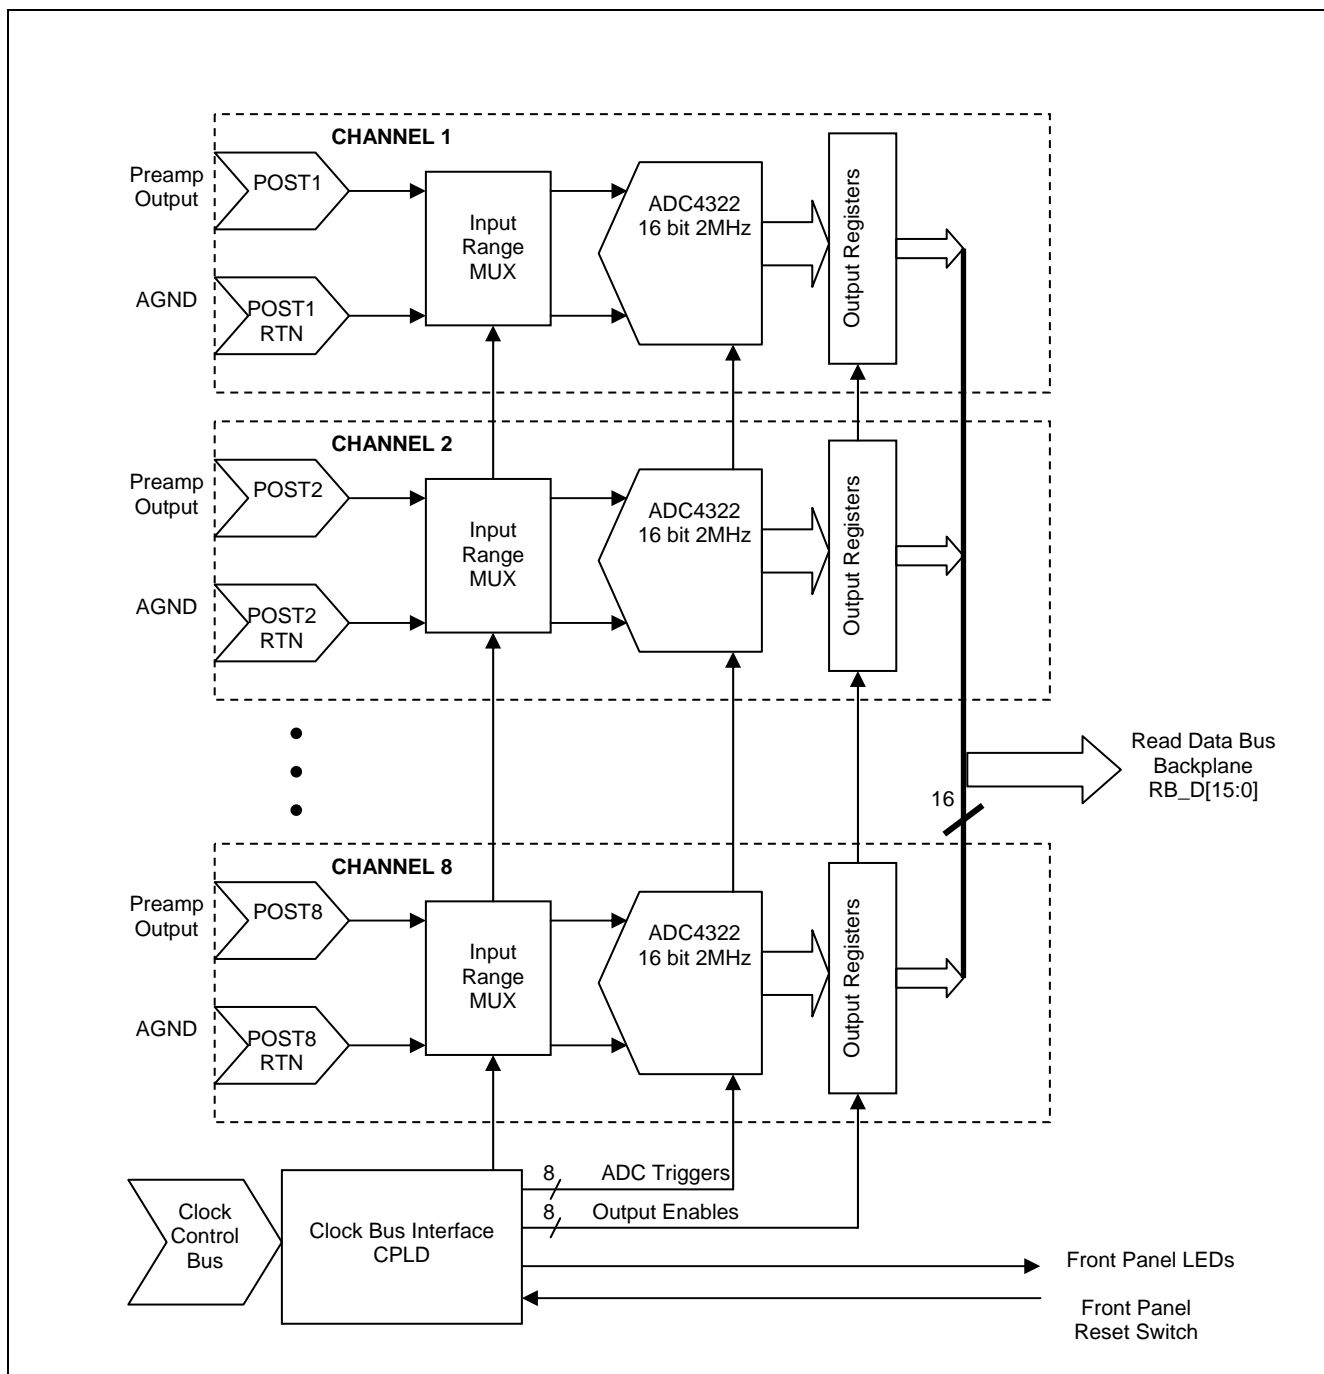 CHANNEL 1
Preamp
Output
POST1
AGND
POST1
RTN
Input
Range
MUX
ADC4322
16 bit 2MHz
Output Registers
CHANNEL 2
Preamp
Output
POST2
AGND
POST2
RTN
Input
Range
MUX
ADC4322
16 bit 2MHz
Output Registers
Read Data Bus
Backplane
RB_D[15:0]
16
CHANNEL 8
Preamp
Output
POST8
AGND
POST8
RTN
Input
Range
MUX
ADC4322
16 bit 2MHz
Output Registers
Clock
Control
Bus
Clock Bus Interface
CPLD
8 ADC Triggers
8 Output Enables
Front Panel LEDs
Front Panel
Reset Switch